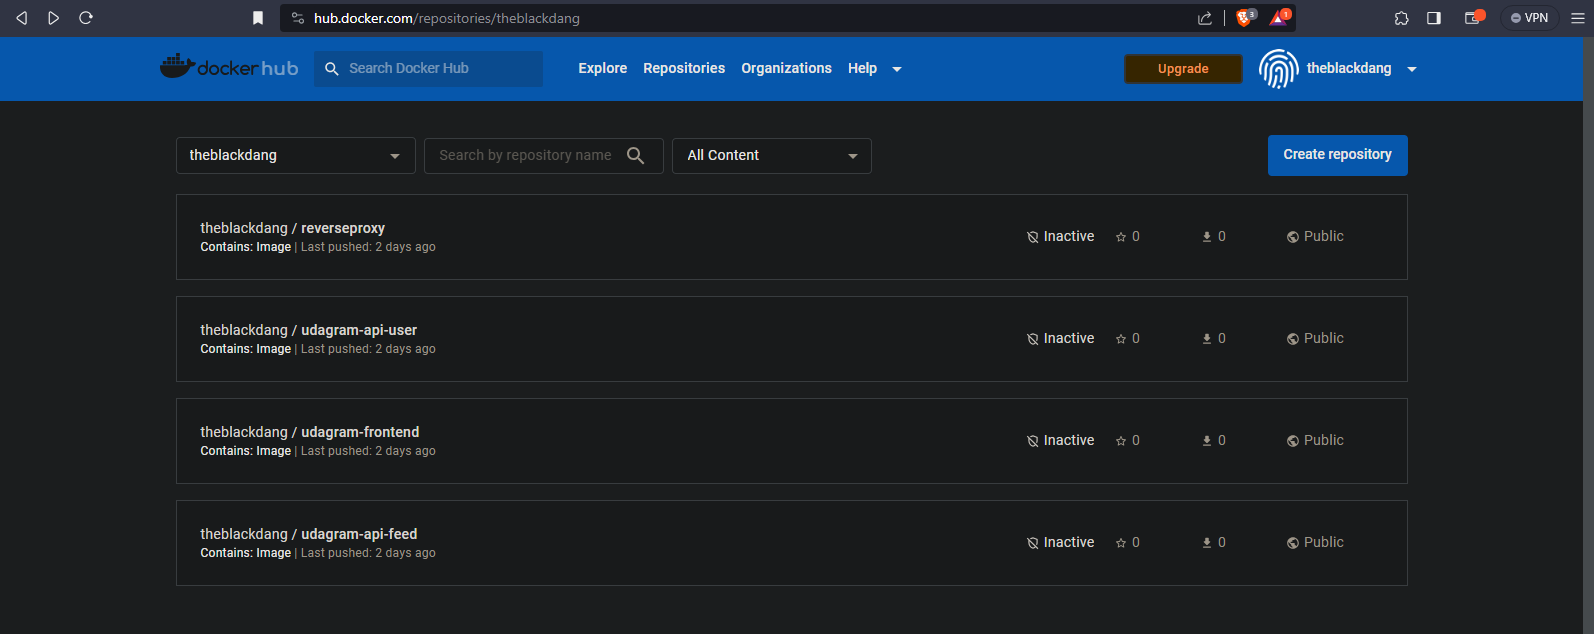 hub.docker.com/repositories/theblackdang
3
1
VPN
docker hub
Search Docker Hub
Explore
Repositories
Organizations
Help
Upgrade
theblackdang
theblackdang
Search by repository name
All Content
Create repository
theblackdang / reverseproxy
Contains: Image | Last pushed: 2 days ago
Inactive
0
0
Public
theblackdang / udagram-api-user
Contains: Image | Last pushed: 2 days ago
Inactive
0
0
Public
theblackdang / udagram-frontend
Contains: Image | Last pushed: 2 days ago
Inactive
0
0
Public
theblackdang / udagram-api-feed
Contains: Image | Last pushed: 2 days ago
Inactive
0
0
Public